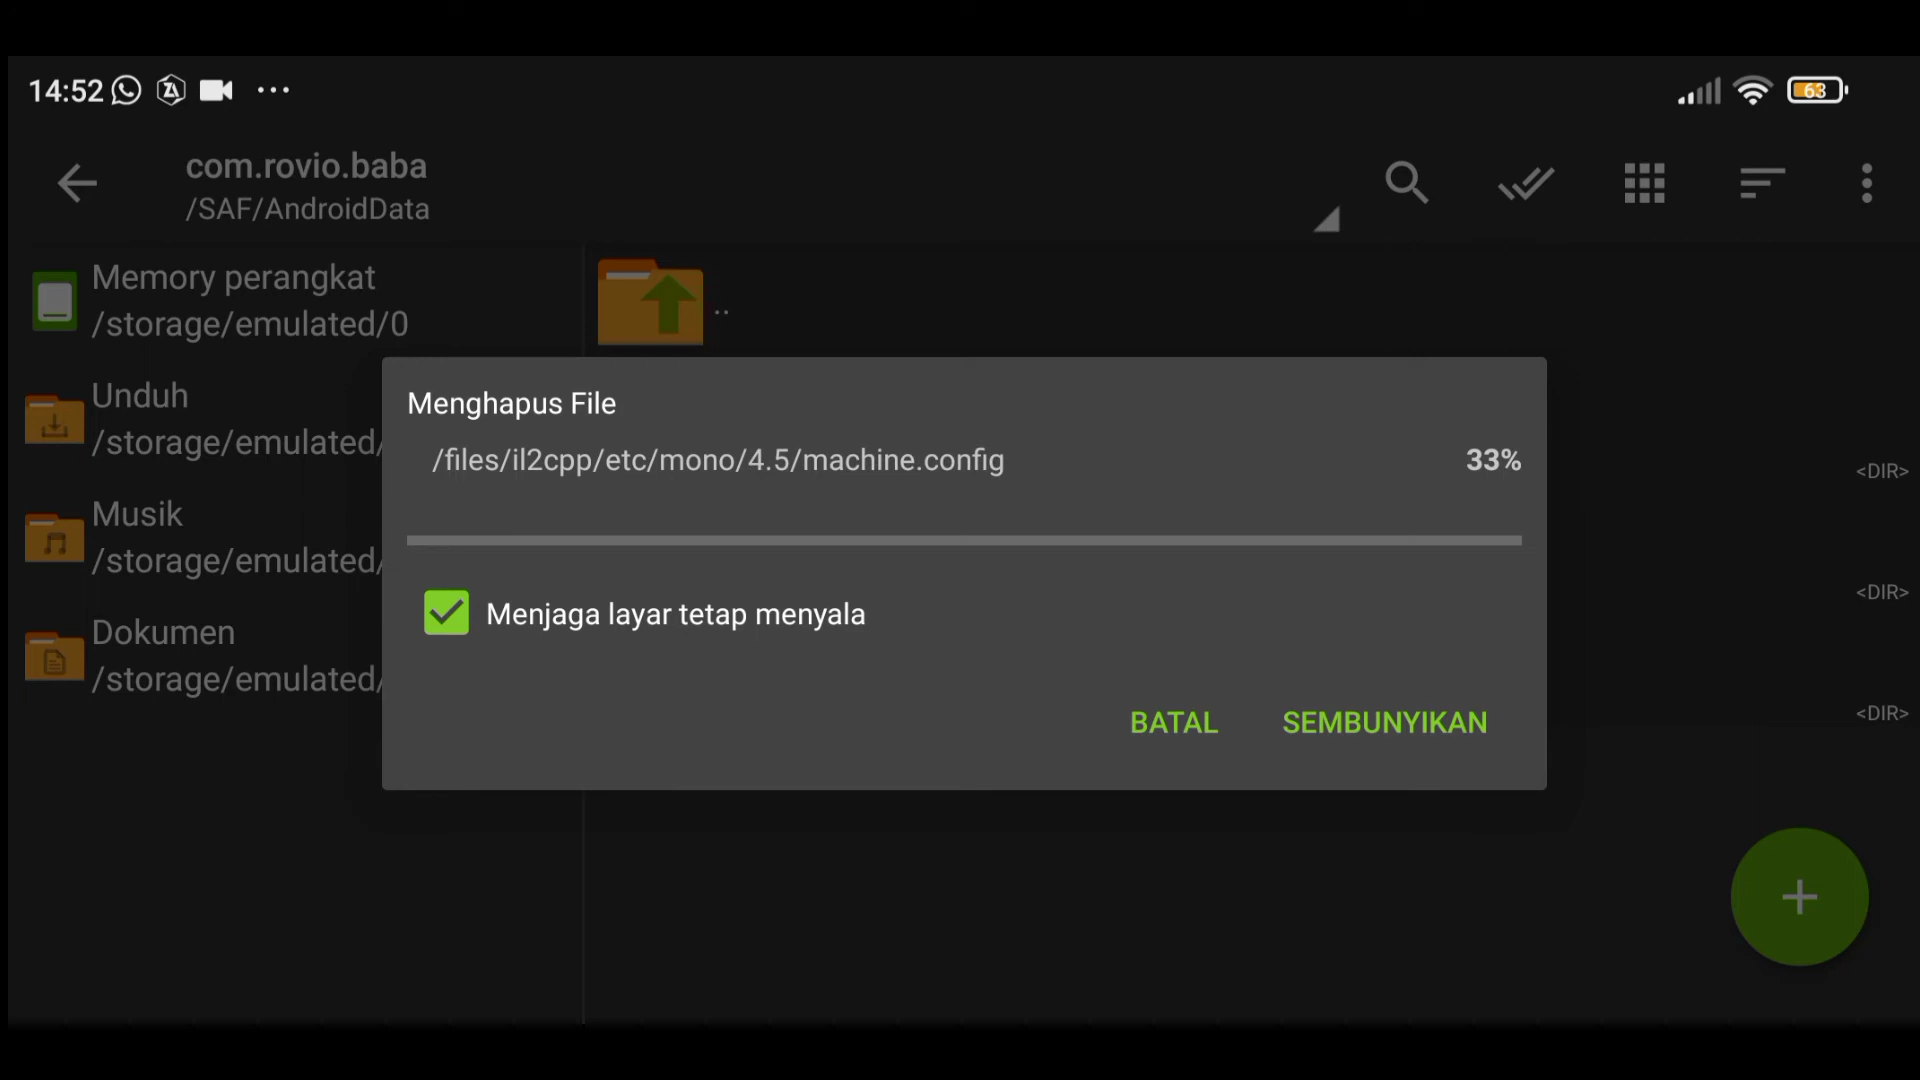 14:52
63
com.rovio.baba
/SAF/AndroidData
Memory perangkat
/storage/emulated/0
Unduh
/storage/emulated/
Musik
/storage/emulated/
Dokumen
/storage/emulated/
..
Menghapus File
/files/il2cpp/etc/mono/4.5/machine.config 33%
Menjaga layar tetap menyala
BATAL SEMBUNYIKAN
<DIR>
<DIR>
<DIR>